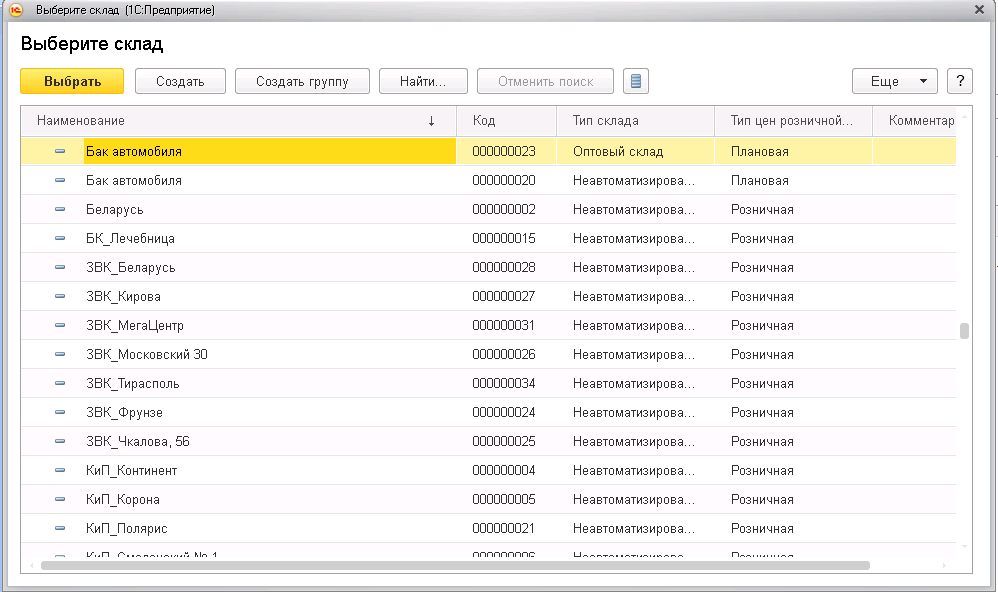 Выберите склад (1С:Предприятие)
Выберите склад
Выбрать Создать Создать группу Найти... Отменить поиск Еще ?
Наименование ↓ Код Тип склада Тип цен розничной... Комментар
Бак автомобиля 000000023 Оптовый склад Плановая
Бак автомобиля 000000020 Неавтоматизирова... Плановая
Беларусь 000000002 Неавтоматизирова... Розничная
БК_Лечебница 000000015 Неавтоматизирова... Розничная
ЗВК_Беларусь 000000028 Неавтоматизирова... Розничная
ЗВК_Кирова 000000027 Неавтоматизирова... Розничная
ЗВК_МегаЦентр 000000031 Неавтоматизирова... Розничная
ЗВК_Московский 30 000000026 Неавтоматизирова... Розничная
ЗВК_Тирасполь 000000034 Неавтоматизирова... Розничная
ЗВК_Фрунзе 000000024 Неавтоматизирова... Розничная
ЗВК_Чкалова, 56 000000025 Неавтоматизирова... Розничная
КиП_Континент 000000004 Неавтоматизирова... Розничная
КиП_Корона 000000005 Неавтоматизирова... Розничная
КиП_Полярис 000000021 Неавтоматизирова... Розничная
КиП_Смоленский № 1 000000006 Неавтоматизирова... Розничная